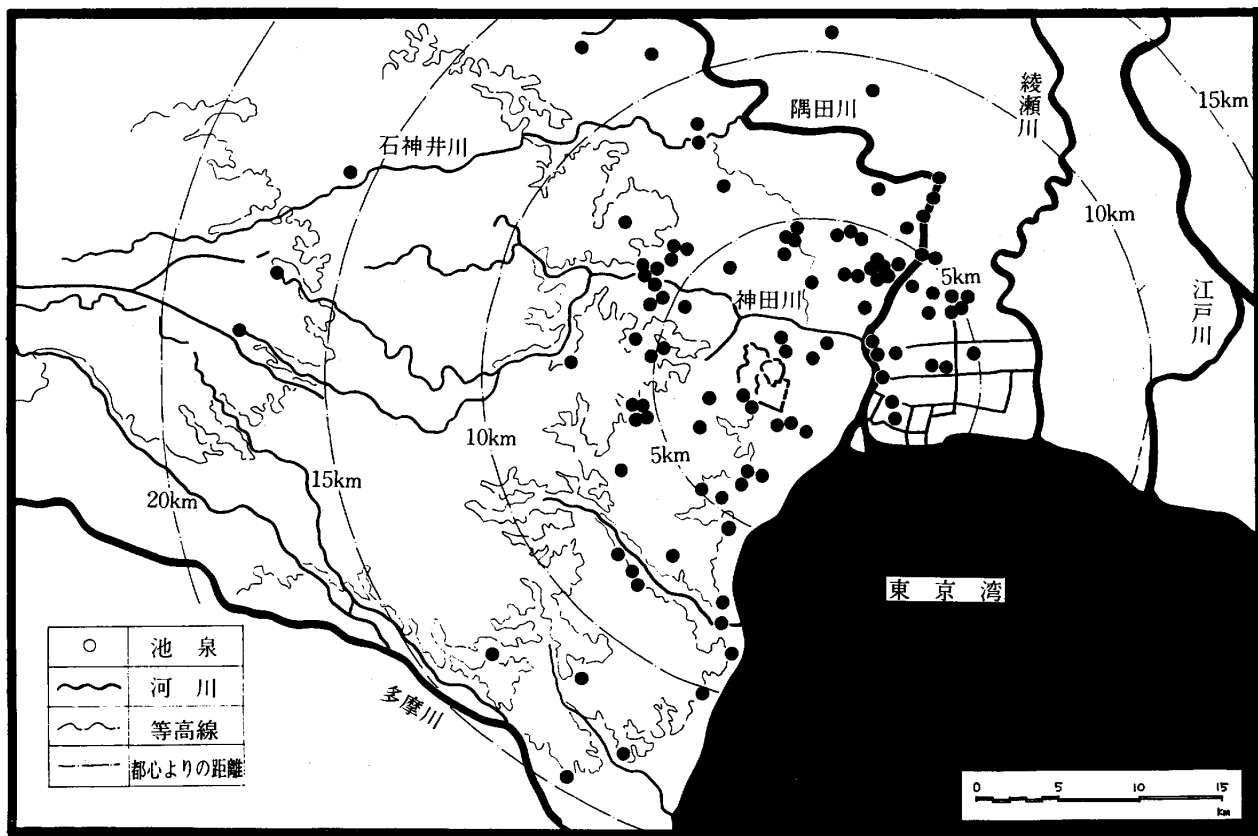 隅田川
綾瀬川
15km
石神井川
10km
5km
江戸川
神田川
10km
5km
15km
20km
東京湾
多摩川
池泉
河川
等高線
都心よりの距離
0 5 10 15
KM